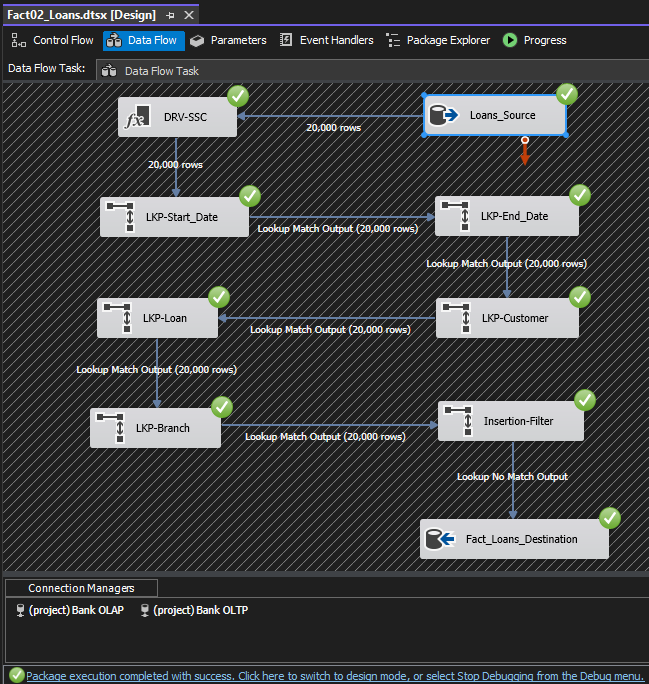 Fact02_Loans.dtsx [Design]
Control Flow Data Flow Parameters Event Handlers Package Explorer Progress
Data Flow Task: Data Flow Task
DRV-SSC
Loans_Source
20,000 rows
20,000 rows
LKP-Start_Date
LKP-End_Date
Lookup Match Output (20,000 rows)
Lookup Match Output (20,000 rows)
LKP-Loan
LKP-Customer
Lookup Match Output (20,000 rows)
Lookup Match Output (20,000 rows)
LKP-Branch
Insertion-Filter
Lookup Match Output (20,000 rows)
Lookup No Match Output
Fact_Loans_Destination
Connection Managers
(project) Bank OLAP (project) Bank OLTP
Package execution completed with success. Click here to switch to design mode, or select Stop Debugging from the Debug menu.